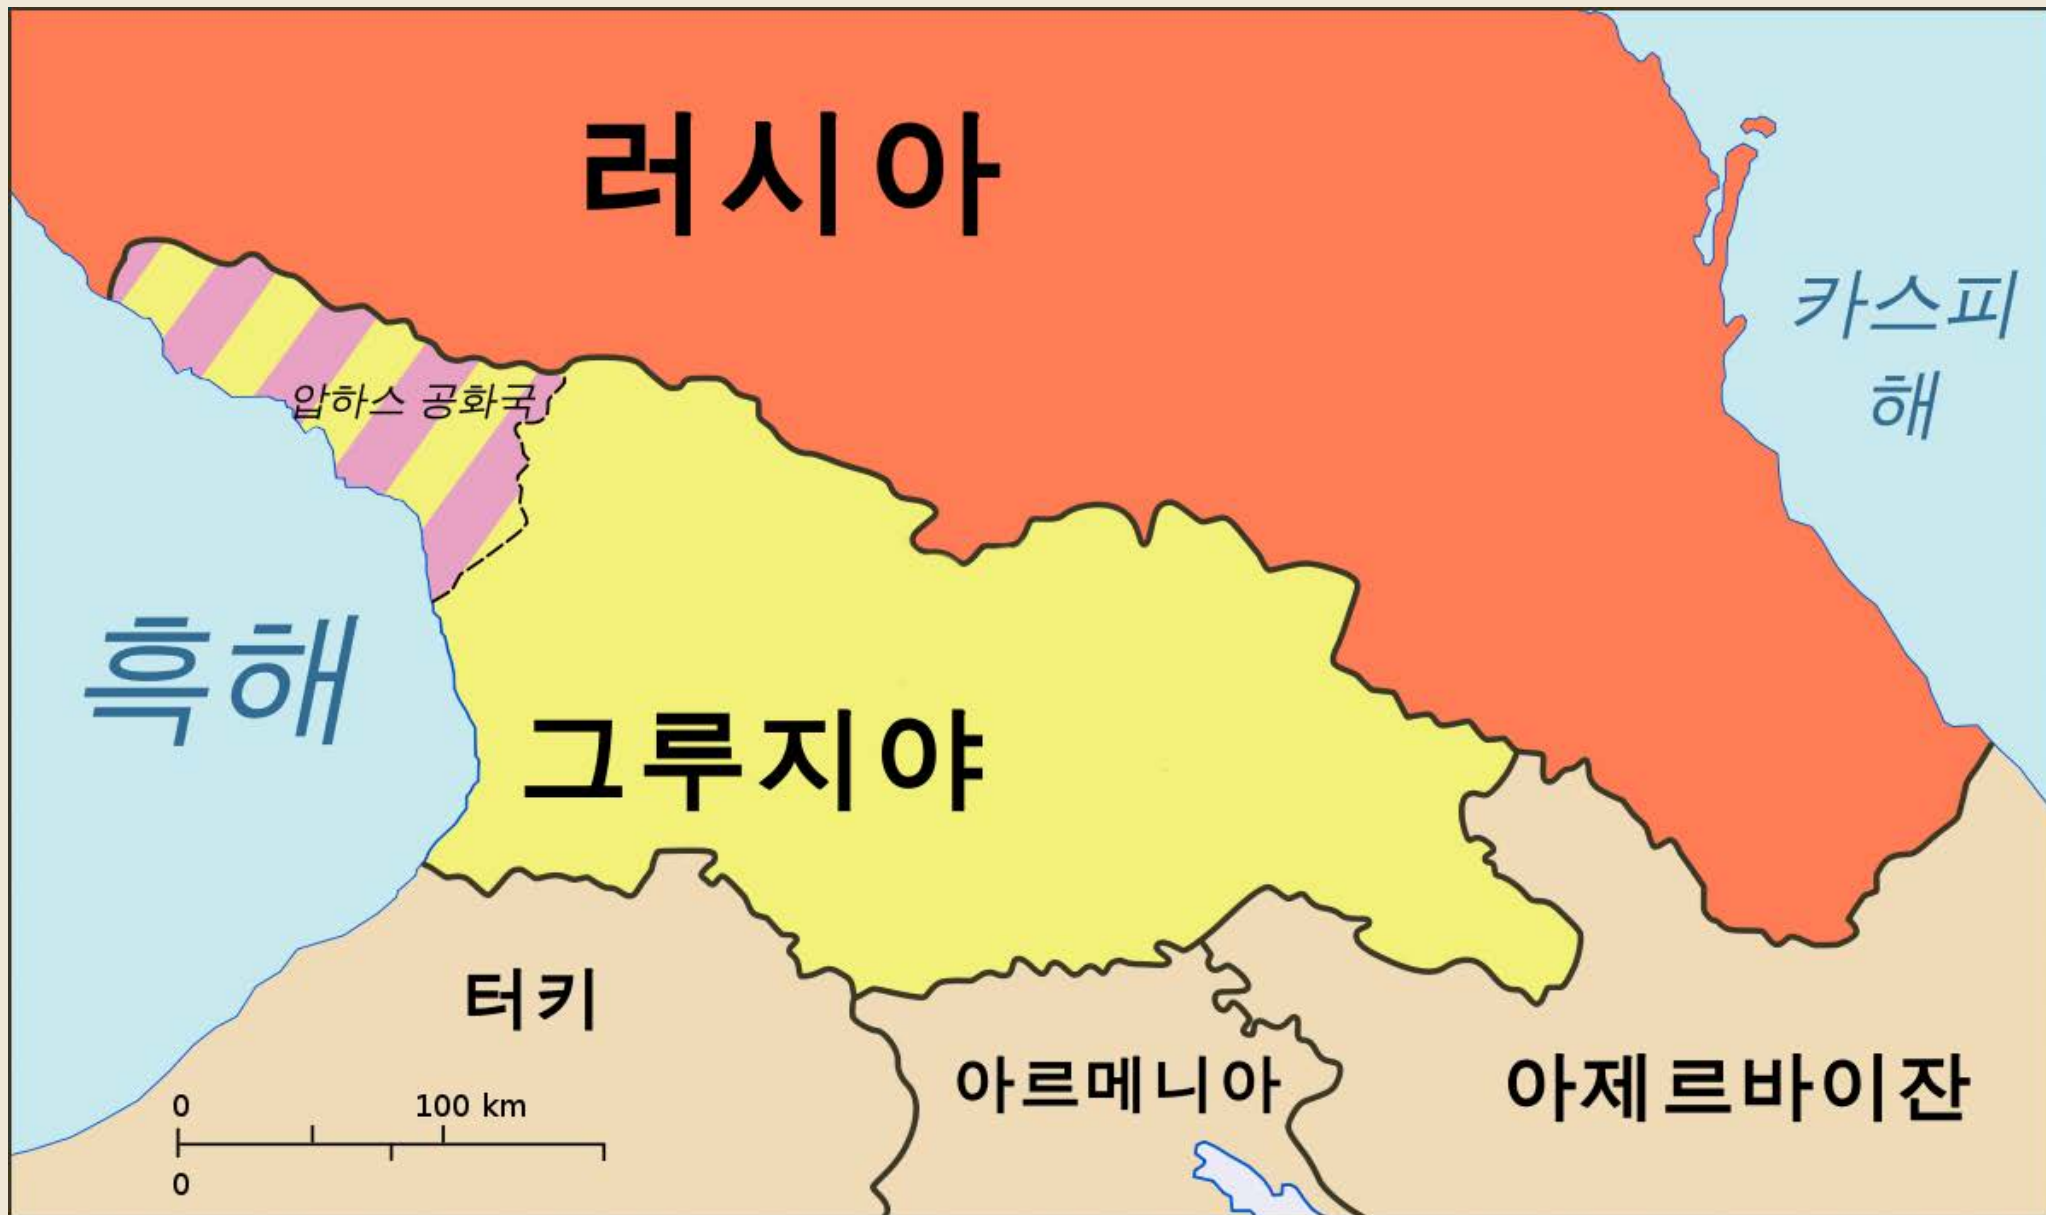 러시아
카스피
해
압하스 공화국
흑해
그루지야
터키
아르메니아
아제르바이잔
0 100 km
0